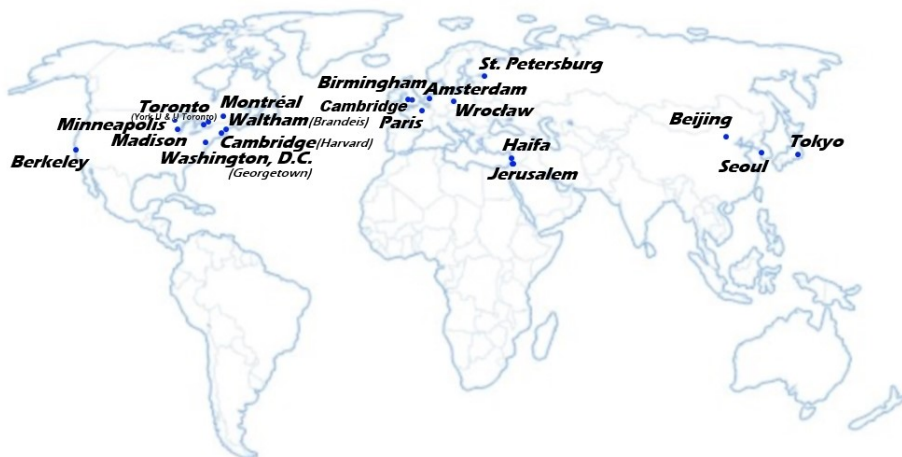 St. Petersburg
Birmingham
Amsterdam
Cambridge
Wrocław
Paris
Toronto
(York U & U Toronto)
Montréal
Minneapolis
Waltham (Brandeis)
Madison
Cambridge (Harvard)
Berkeley
Washington, D.C.
(Georgetown)
Haifa
Jerusalem
Beijing
Seoul
Tokyo